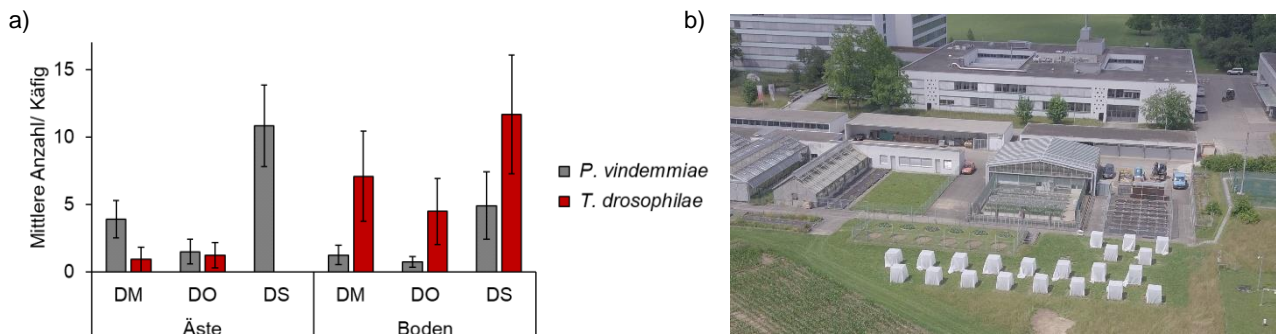 a)
Mittlere Anzahl/ Käfig
15
10
5
0
DM DO DS DM DO DS
Äste Boden
P. vindemmiae
T. drosophilae
b)